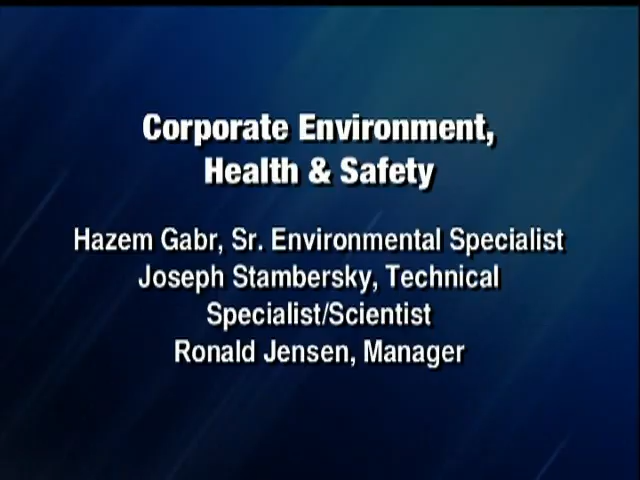 Corporate Environment,
Health & Safety
Hazem Gabr, Sr. Environmental Specialist
Joseph Stambersky, Technical
Specialist/Scientist
Ronald Jensen, Manager